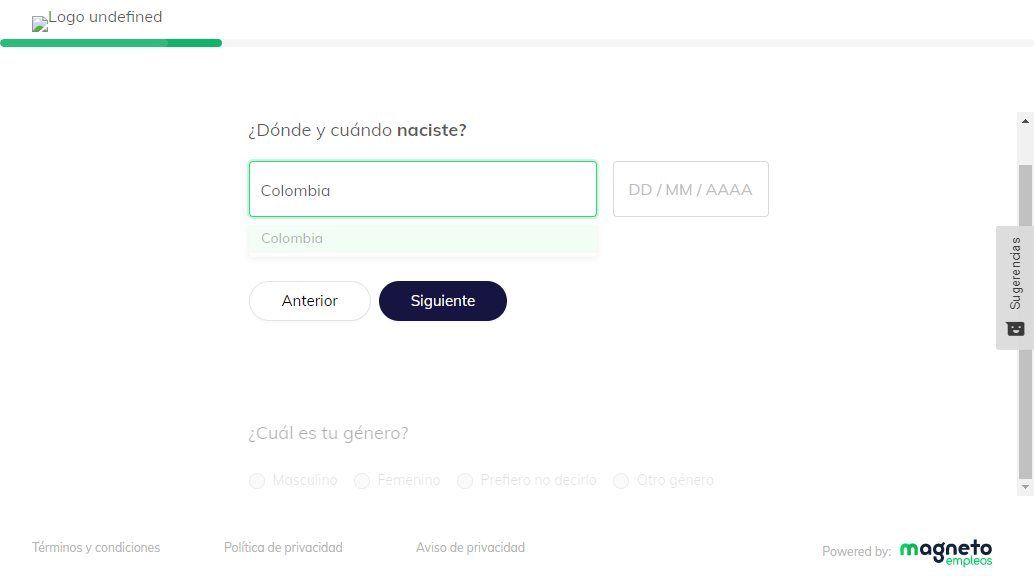 Logo undefined
¿Dónde y cuándo naciste?
Colombia
DD / MM / AAAA
Colombia
Anterior
Siguiente
Sugerencias
¿Cuál es tu género?
Masculino Femenino Prefiero no decirlo Otro género
Términos y condiciones Política de privacidad Aviso de privacidad Powered by: magneto empleos